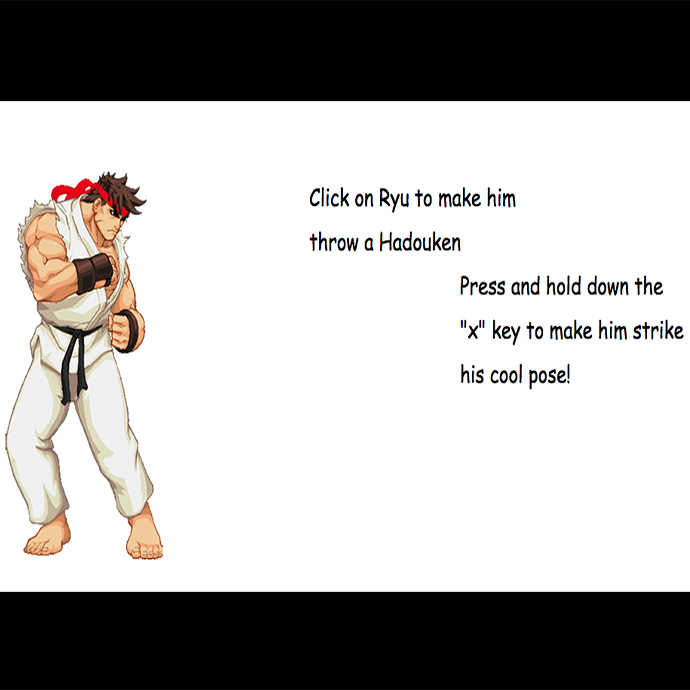 Click on Ryu to make him
throw a Hadouken
Press and hold down the
"x" key to make him strike
his cool pose!